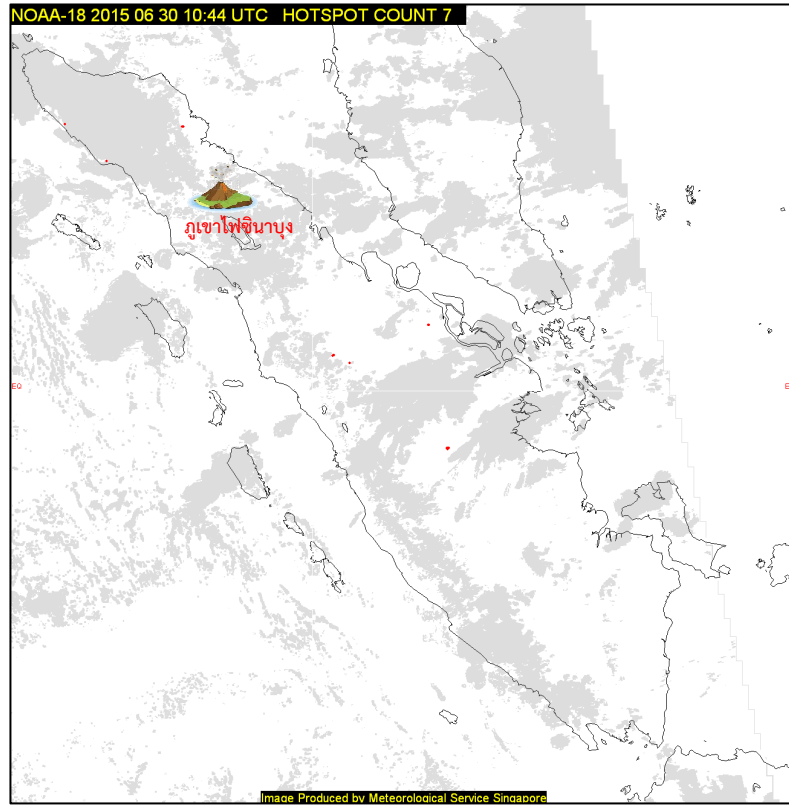 NOAA-18 2015 06 30 10:44 UTC HOTSPOT COUNT 7
ภูเขาไฟซินาบุง
EQ
E
Image Produced by Meteorological Service Singapore